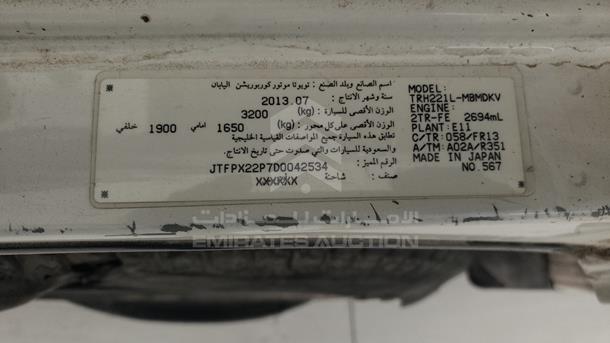 اسم الصانع وبلد الصنع : تويوتا موتور كوربوريشن اليابان
سنة وشهر الانتاج : 2013.07
الوزن الأقصى للسيارة (kg) 3200
الوزن الأقصى على كل محور : (kg) 1650 امامي 1900 خلفي
تطابق هذه السيارة جميع المواصفات القياسية الخليجية
والسعودية للسيارات والتي صدرت حتى تاريخ الانتاج .
الرقم المميز : JTFPX22P7D0042534
صنف : شاحنة
XXXRXX
MODEL:
TRH221L-MBMDKV
ENGINE:
2TR-FE 2694mL
PLANT: E11
C/TR: 058/FR13
A/TM: A02A/R351
MADE IN JAPAN
NO.567
الإمارات للمزادات
EMIRATES AUCTION